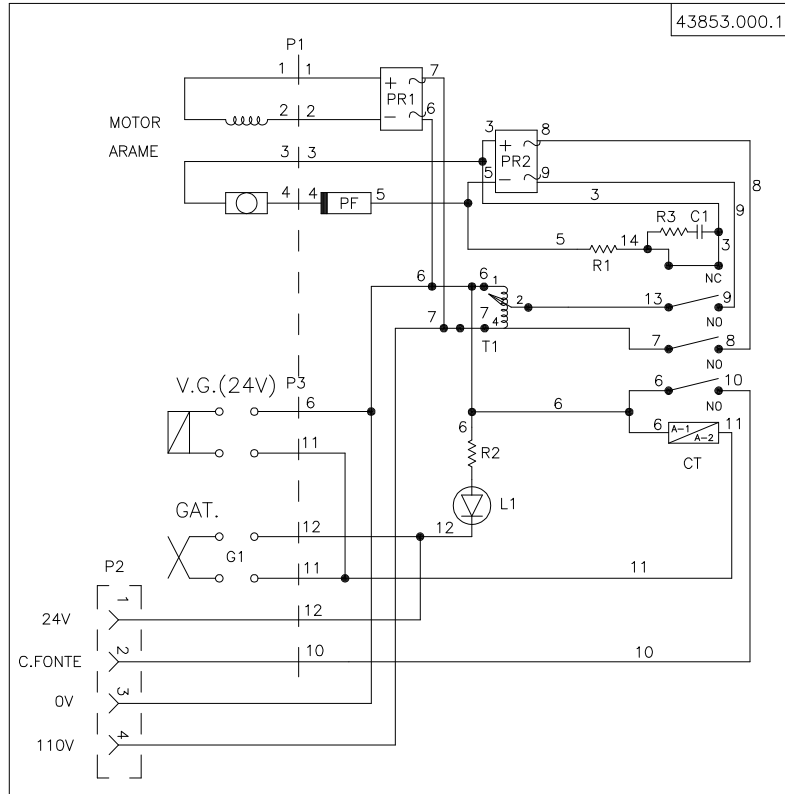 43853.000.1
P1
1 1 + 7
PR1
2 2 - 6
MOTOR
ARAME
3 3 3 + 8
PR2
5 - 9
4 4 PF 5
8
3
9
R3 C1
5 14 3
R1 NC
6 6 1
2 13 9
NO
7 7 4
T1 7 8
NO
V.G.(24V) P3
6 6 10
6 NO
11 6 R2 6 A-1 A-2 11
CT
GAT. L1
12 12
G1
11 11
P2
24V 1 12
C.FONTE 2 10 10
0V 3
110V 4